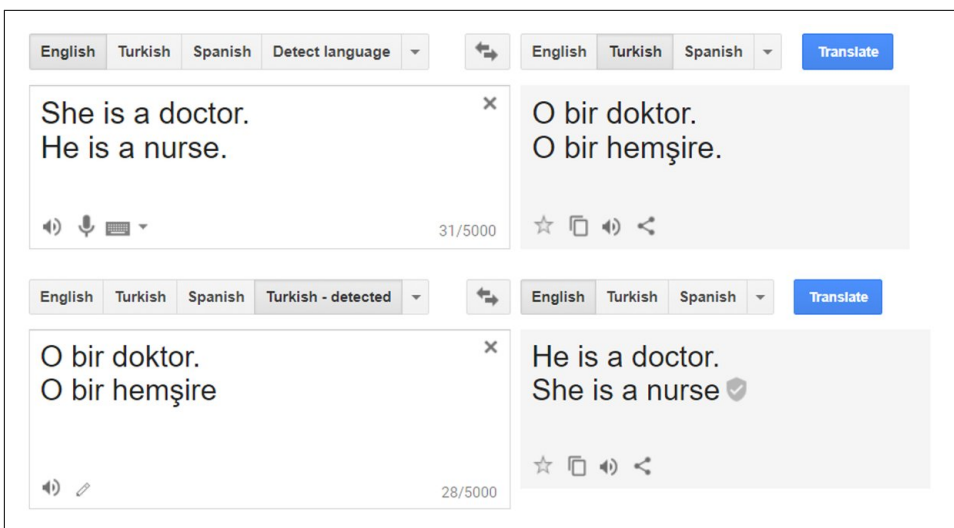 English Turkish Spanish Detect language
English Turkish Spanish
Translate
She is a doctor.
He is a nurse.
31/5000
O bir doktor.
O bir hemşire.
English Turkish Spanish Turkish - detected
English Turkish Spanish
Translate
O bir doktor.
O bir hemşire
28/5000
He is a doctor.
She is a nurse